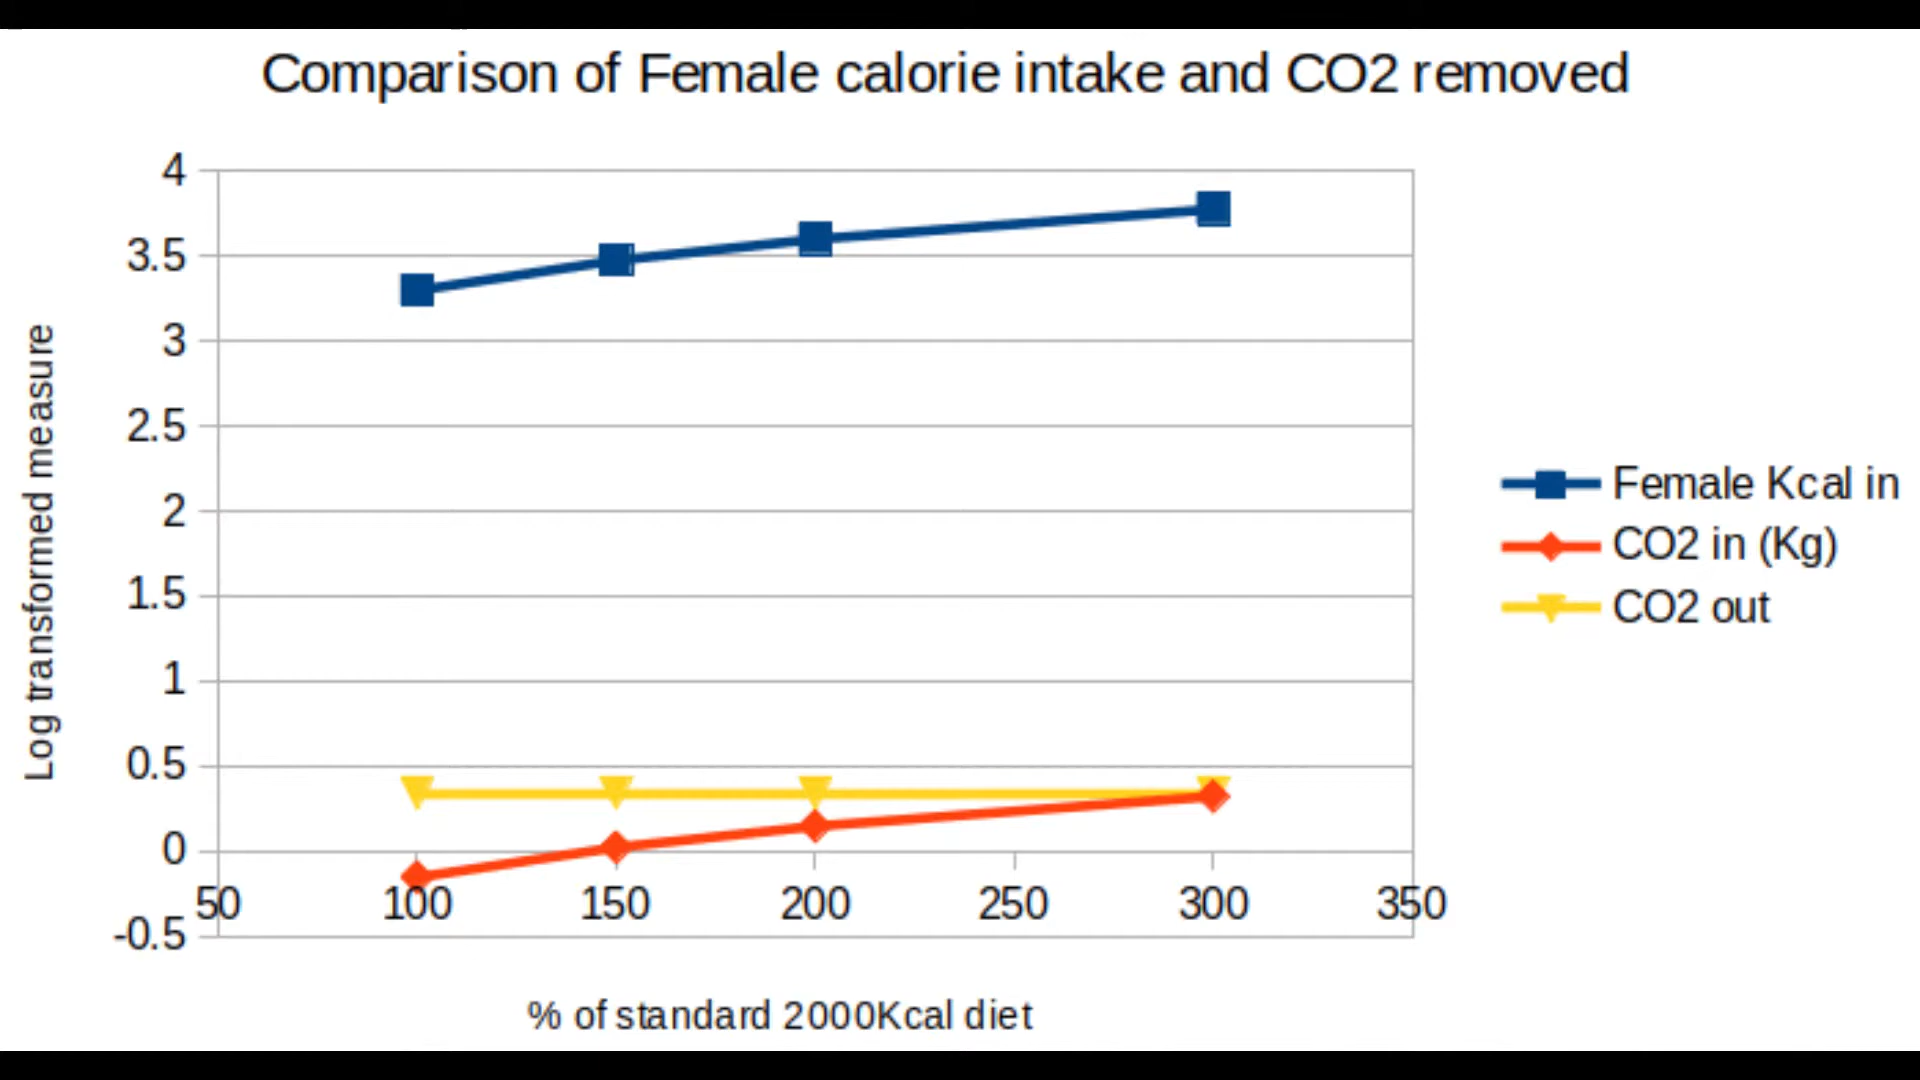 Comparison of Female calorie intake and CO2 removed
4
3.5
3
2.5
2
1.5
1
0.5
0
-0.5
50 100 150 200 250 300 350
Log transformed measure
% of standard 2000Kcal diet
Female Kcal in
CO2 in (Kg)
CO2 out